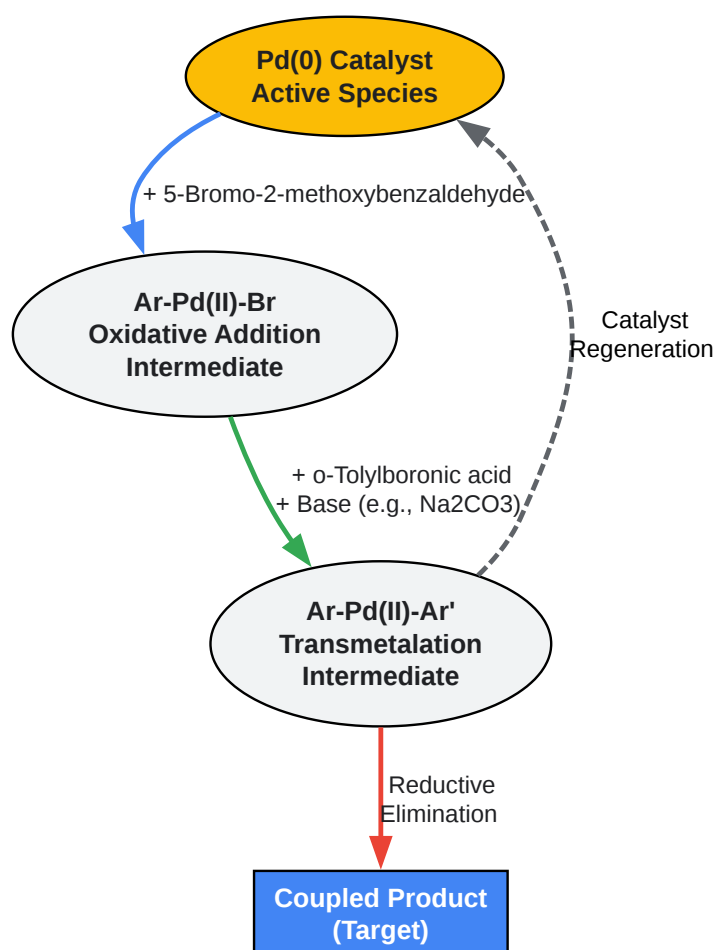 Pd(0) Catalyst
Active Species
+ 5-Bromo-2-methoxybenzaldehyde
Ar-Pd(II)-Br
Oxidative Addition
Intermediate
Catalyst
Regeneration
+ o-Tolylboronic acid
+ Base (e.g., Na2CO3)
Ar-Pd(II)-Ar'
Transmetalation
Intermediate
Reductive
Elimination
Coupled Product
(Target)